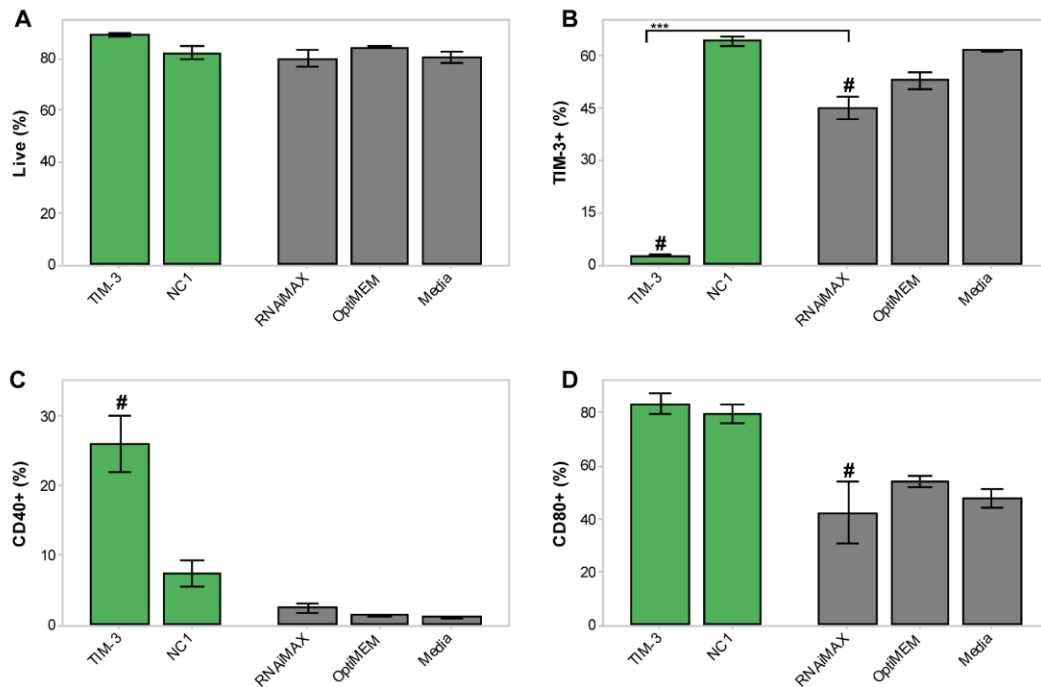 A
Live (%)
80
60
40
20
0
TIM-3
NC1
RNAiMAX
OptiMEM
Media
B
TIM-3+ (%)
60
45
30
15
0
***
#
#
TIM-3
NC1
RNAiMAX
OptiMEM
Media
C
CD40+ (%)
30
20
10
0
#
TIM-3
NC1
RNAiMAX
OptiMEM
Media
D
CD80+ (%)
80
60
40
20
0
#
TIM-3
NC1
RNAiMAX
OptiMEM
Media